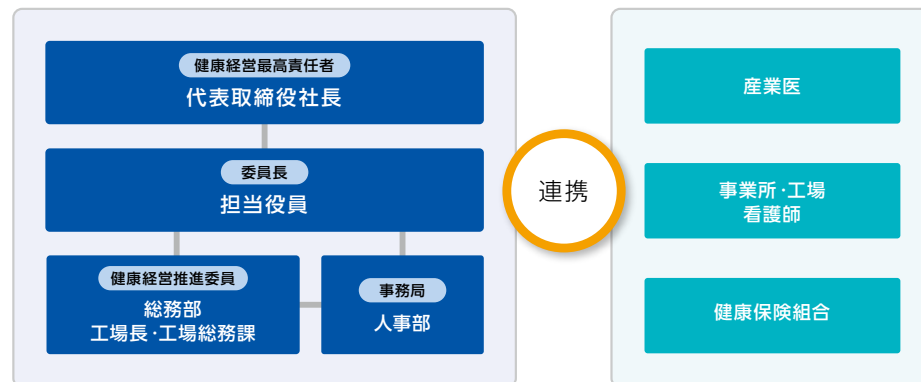 健康経営最高責任者
代表取締役社長
委員長
担当役員
健康経営推進委員
総務部
工場長・工場総務課
事務局
人事部
連携
産業医
事業所・工場
看護師
健康保険組合